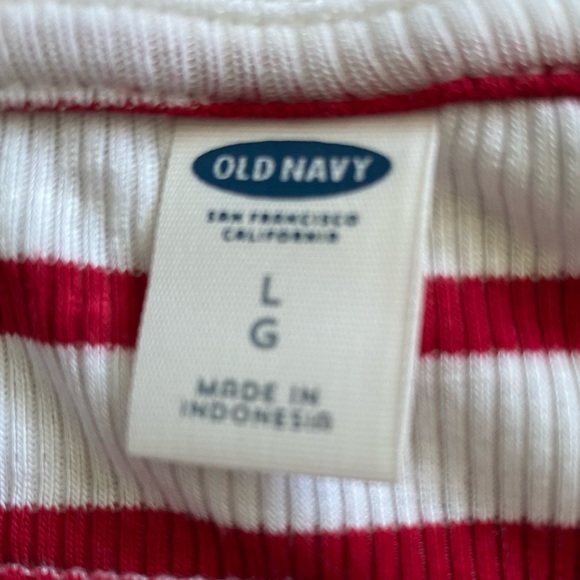 OLD NAVY
SAN FRANCISCO
CALIFORNIA
L
G
MADE IN
INDONESIA